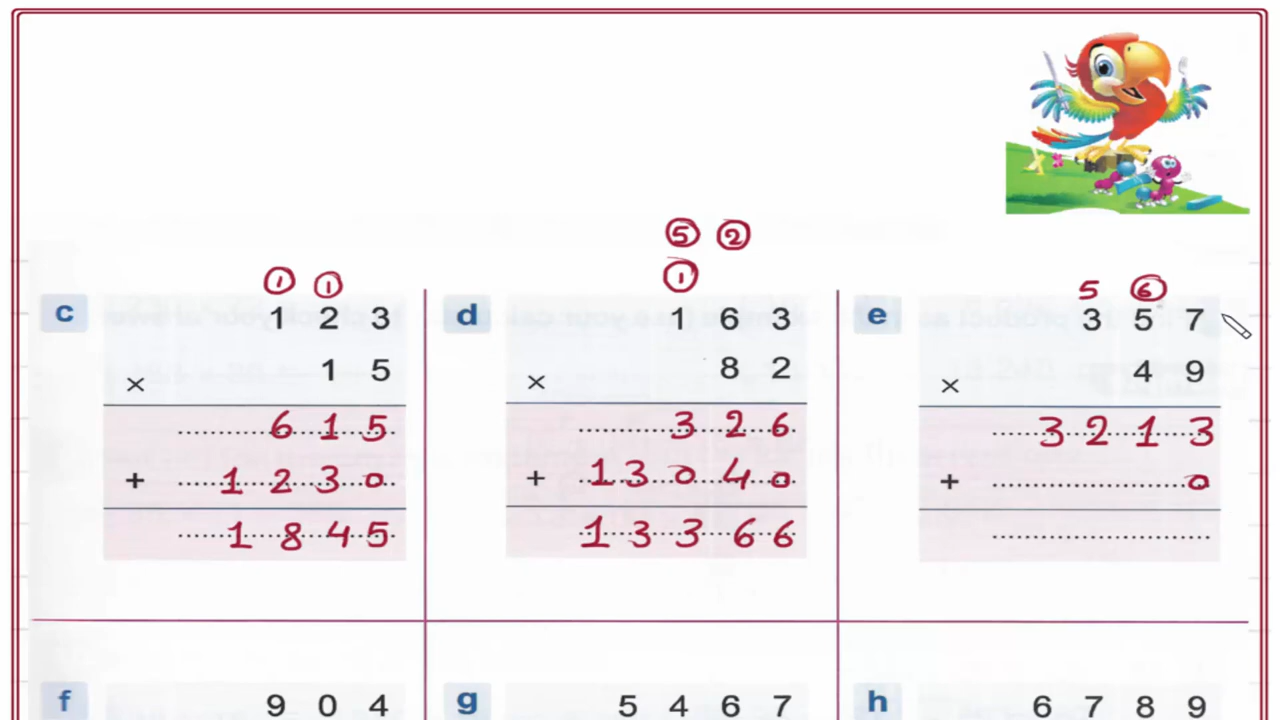 ⑤ ②
① ① ① 5 ⑥
c 1 2 3
1 5
×
6 1 5
+ 1 2 3 0
1 8 4 5
d 1 6 3
8 2
×
3 2 6
+ 1 3 0 4 0
1 3 3 6 6
e 3 5 7
4 9
×
3 2 1 3
+ 0
f 9 0 4
g 5 4 6 7
h 6 7 8 9